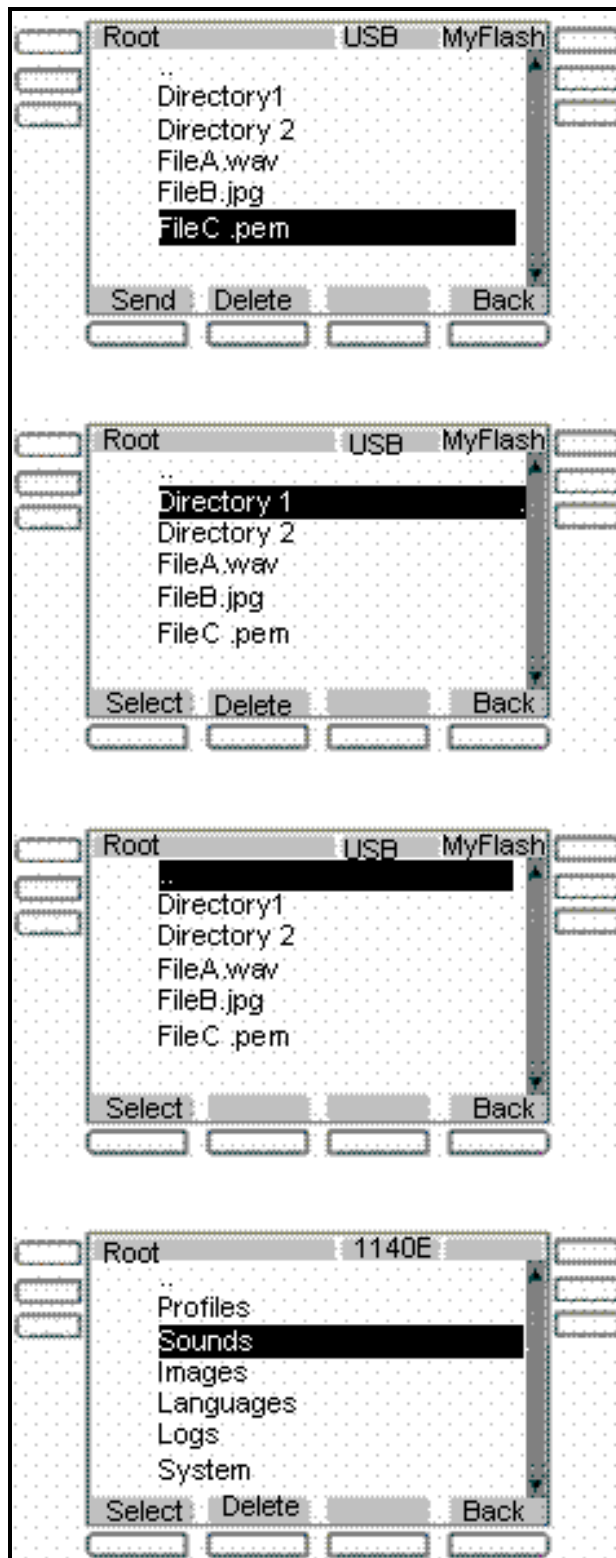 Root USB MyFlash
..
Directory1
Directory 2
FileA.wav
FileB.jpg
FileC .pem
Send Delete Back
Root USB MyFlash
..
Directory 1 .
Directory 2
FileA.wav
FileB.jpg
FileC .pem
Select Delete Back
Root USB MyFlash
..
Directory1
Directory 2
FileA.wav
FileB.jpg
FileC .pem
Select Back
Root 1140E
..
Profiles
Sounds .
Images
Languages
Logs
System
Select Delete Back